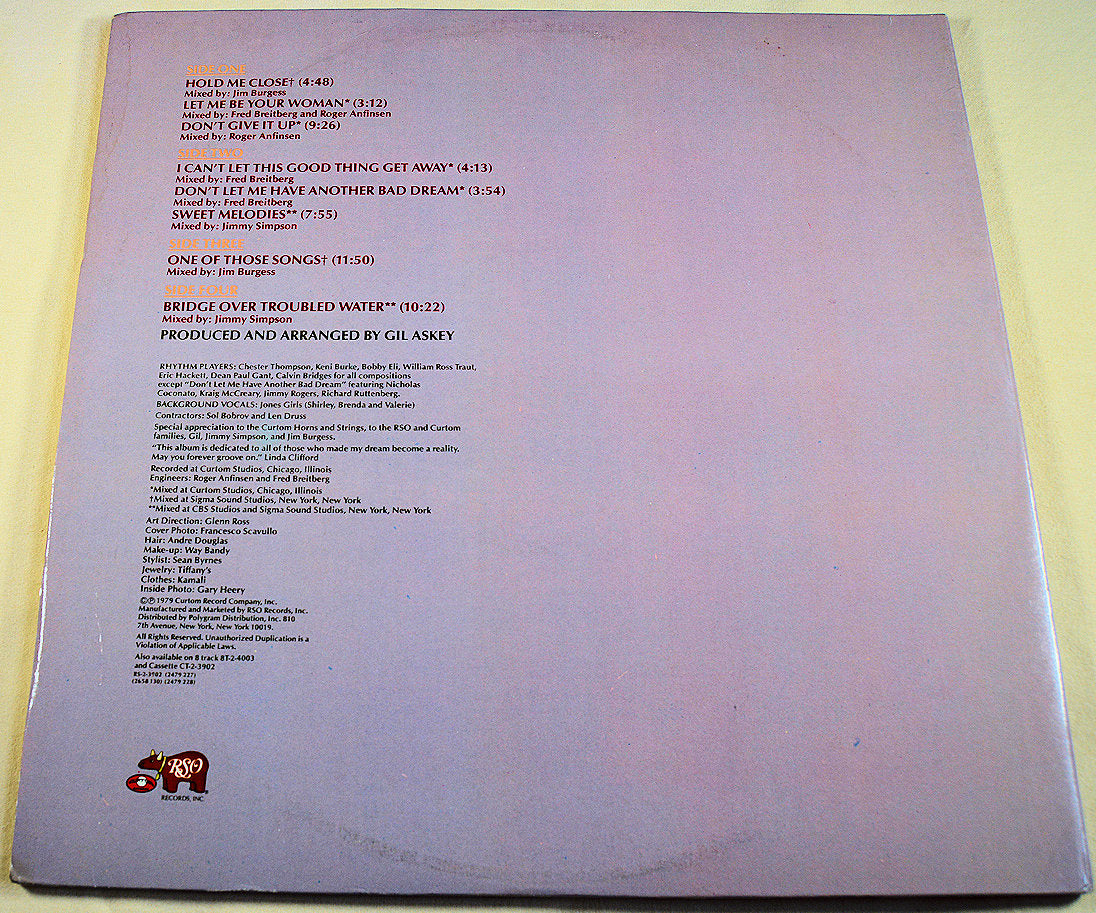 SIDE ONE
HOLD ME CLOSE† (4:48)
Mixed by: Jim Burgess
LET ME BE YOUR WOMAN* (3:12)
Mixed by: Fred Breitberg and Roger Anfinsen
DON'T GIVE IT UP* (9:26)
Mixed by: Roger Anfinsen
SIDE TWO
I CAN'T LET THIS GOOD THING GET AWAY* (4:13)
Mixed by: Fred Breitberg
DON'T LET ME HAVE ANOTHER BAD DREAM* (3:54)
Mixed by: Fred Breitberg
SWEET MELODIES** (7:55)
Mixed by: Jimmy Simpson
SIDE THREE
ONE OF THOSE SONGS† (11:50)
Mixed by: Jim Burgess
SIDE FOUR
BRIDGE OVER TROUBLED WATER** (10:22)
Mixed by: Jimmy Simpson
PRODUCED AND ARRANGED BY GIL ASKEY
RHYTHM PLAYERS: Chester Thompson, Keni Burke, Bobby Eli, William Ross Traut,
Eric Hackett, Dean Paul Gant, Calvin Bridges for all compositions
except "Don't Let Me Have Another Bad Dream" featuring Nicholas
Coconato, Kraig McCreary, Jimmy Rogers, Richard Ruttenberg.
BACKGROUND VOCALS: Jones Girls (Shirley, Brenda and Valerie)
Contractors: Sol Bobrov and Len Druss
Special appreciation to the Curtom Horns and Strings, to the RSO and Curtom
families, Gil, Jimmy Simpson, and Jim Burgess.
"This album is dedicated to all of those who made my dream become a reality.
May you forever groove on." Linda Clifford
Recorded at Curtom Studios, Chicago, Illinois
Engineers: Roger Anfinsen and Fred Breitberg
*Mixed at Curtom Studios, Chicago, Illinois
†Mixed at Sigma Sound Studios, New York, New York
**Mixed at CBS Studios and Sigma Sound Studios, New York, New York
Art Direction: Glenn Ross
Cover Photo: Francesco Scavullo
Hair: Andre Douglas
Make-up: Way Bandy
Stylist: Sean Byrnes
Jewelry: Tiffany's
Clothes: Kamali
Inside Photo: Gary Heery
©℗ 1979 Curtom Record Company, Inc.
Manufactured and Marketed by RSO Records, Inc.
Distributed by Polygram Distribution, Inc. 810
7th Avenue, New York, New York 10019.
All Rights Reserved. Unauthorized Duplication is a
Violation of Applicable Laws.
Also available on 8 track 8T-2-4003
and Cassette CT-2-3902
RS-2-3902 (2479 227)
(2658 130) (2479 228)
RSO
RECORDS, INC.